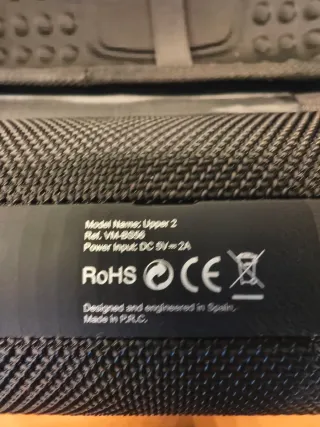 Model Name: Upper 2
Ref. VM-BS56
Power Input: DC 5V⎓2A
RoHS CE
Designed and engineered in Spain,
Made in P.R.C.